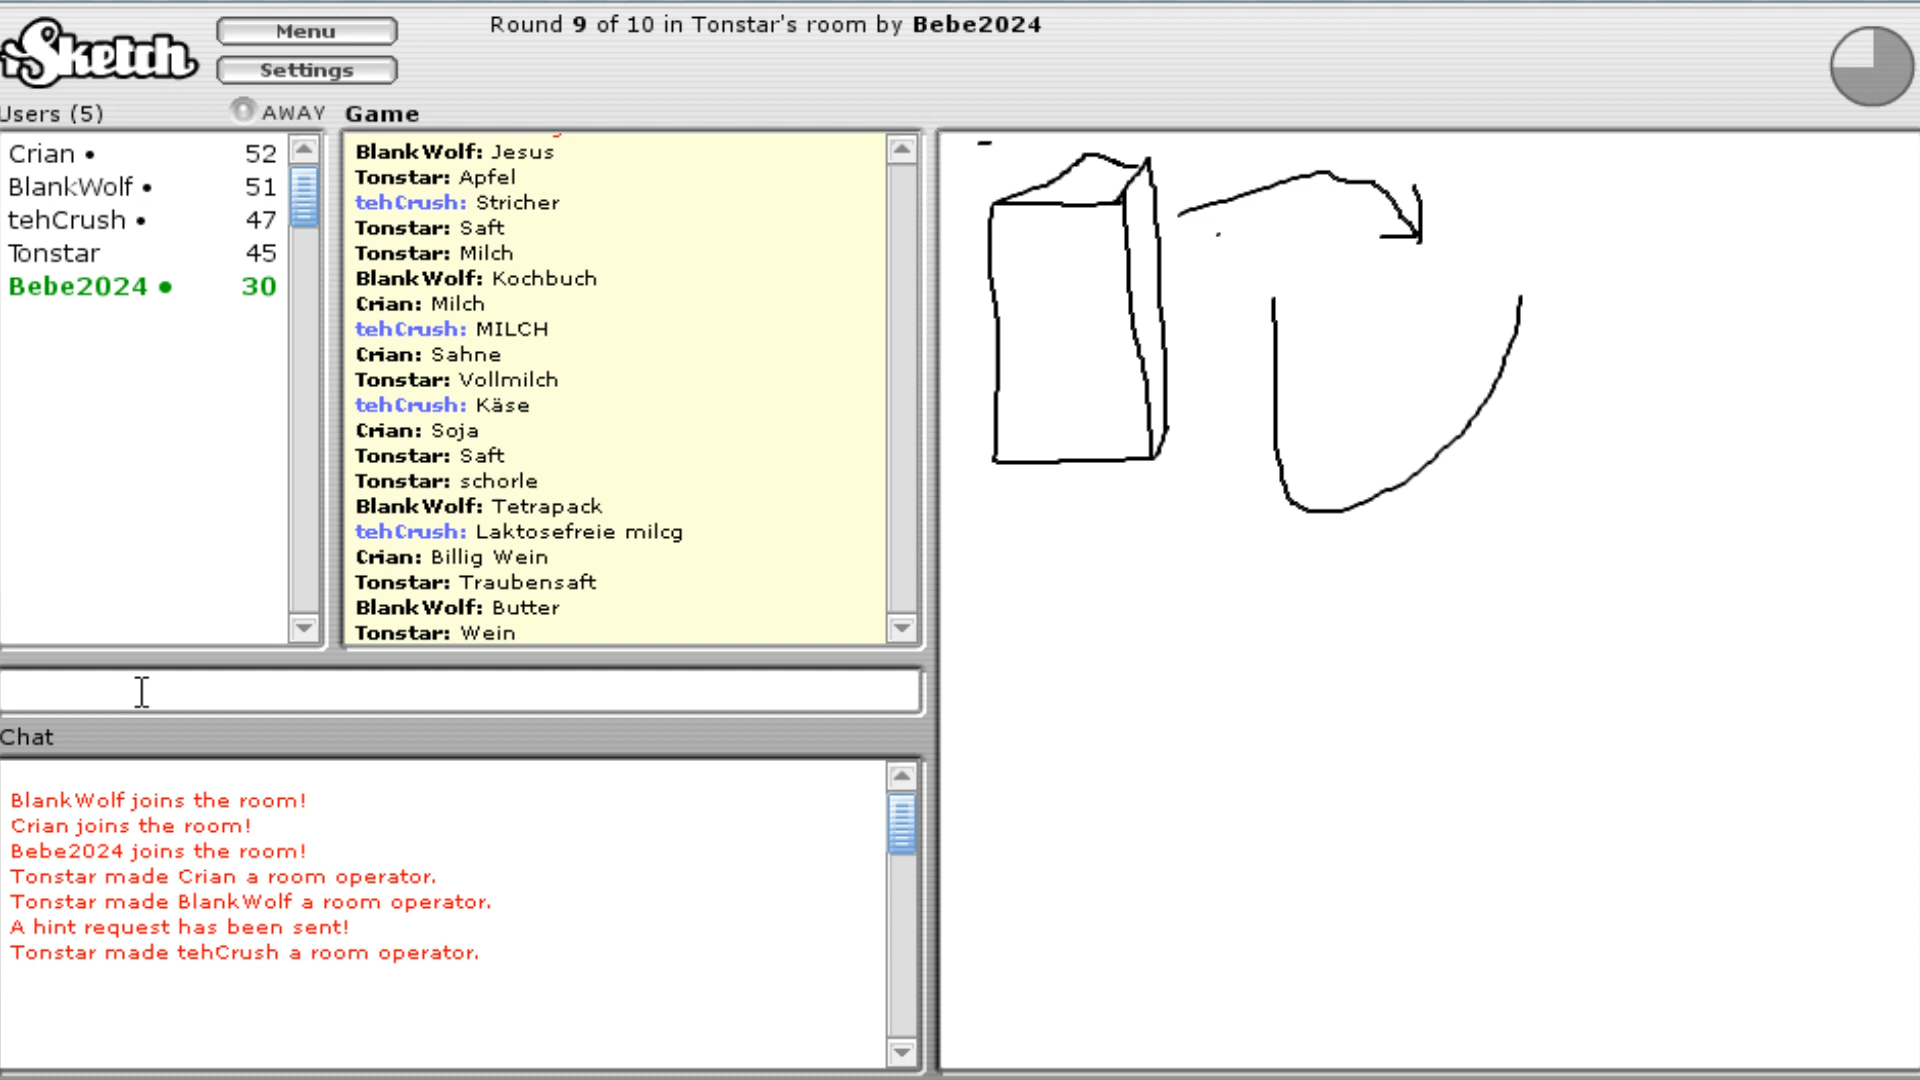 iSketch
Menu
Settings
Round 9 of 10 in Tonstar's room by Bebe2024
Users (5)
AWAY
Game
Crian • 52
BlankWolf • 51
tehCrush • 47
Tonstar 45
Bebe2024 • 30
BlankWolf: Jesus
Tonstar: Apfel
tehCrush: Stricher
Tonstar: Saft
Tonstar: Milch
BlankWolf: Kochbuch
Crian: Milch
tehCrush: MILCH
Crian: Sahne
Tonstar: Vollmilch
tehCrush: Käse
Crian: Soja
Tonstar: Saft
Tonstar: schorle
BlankWolf: Tetrapack
tehCrush: Laktosefreie milcg
Crian: Billig Wein
Tonstar: Traubensaft
BlankWolf: Butter
Tonstar: Wein
Chat
BlankWolf joins the room!
Crian joins the room!
Bebe2024 joins the room!
Tonstar made Crian a room operator.
Tonstar made BlankWolf a room operator.
A hint request has been sent!
Tonstar made tehCrush a room operator.